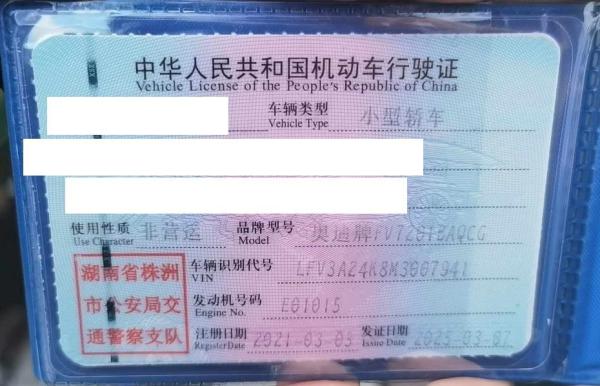 中华人民共和国机动车行驶证
Vehicle License of the People's Republic of China
车辆类型 小型轿车
Vehicle Type
使用性质 非营运 品牌型号 奥迪牌FV7201BAQCG
Use Character Model
湖南省株洲
市公安局交
通警察支队
车辆识别代号 LFV3A24K8M3007941
VIN
发动机号码 E01015
Engine No.
注册日期 2021-03-03 发证日期 2023-03-07
Register Date Issue Date